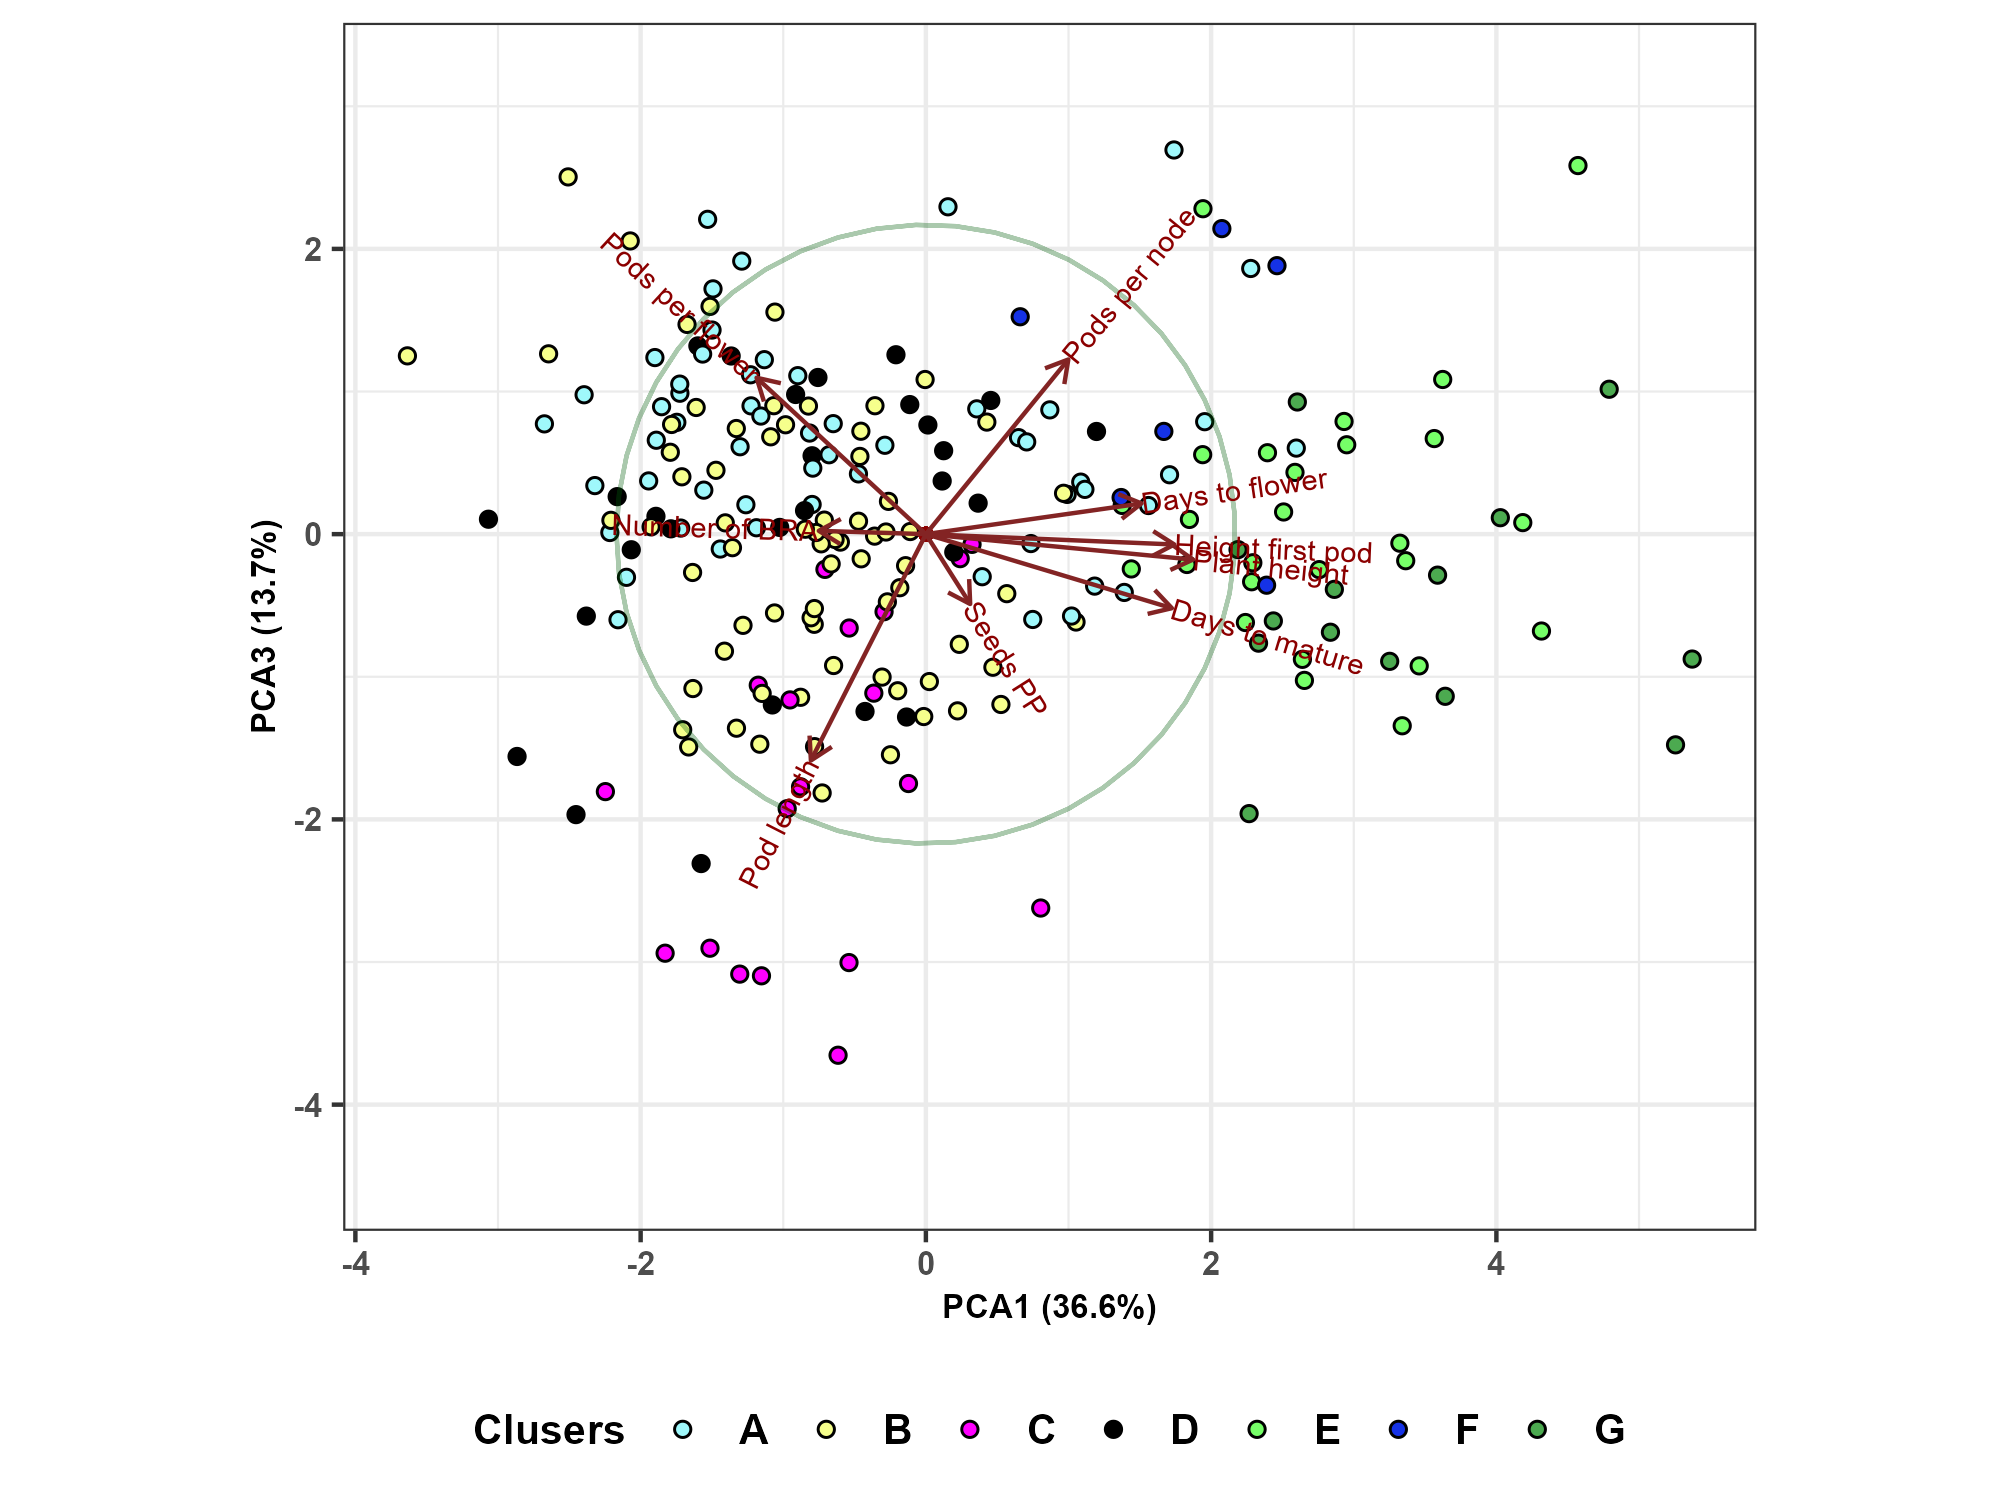 Pods per flower
Pods per node
Days to flower
Number of BRA
Height first pod
Plant height
Days to mature
Seeds PP
Pod length
2
0
-2
-4
-4
-2
0
2
4
PCA3 (13.7%)
PCA1 (36.6%)
Clusers A B C D E F G